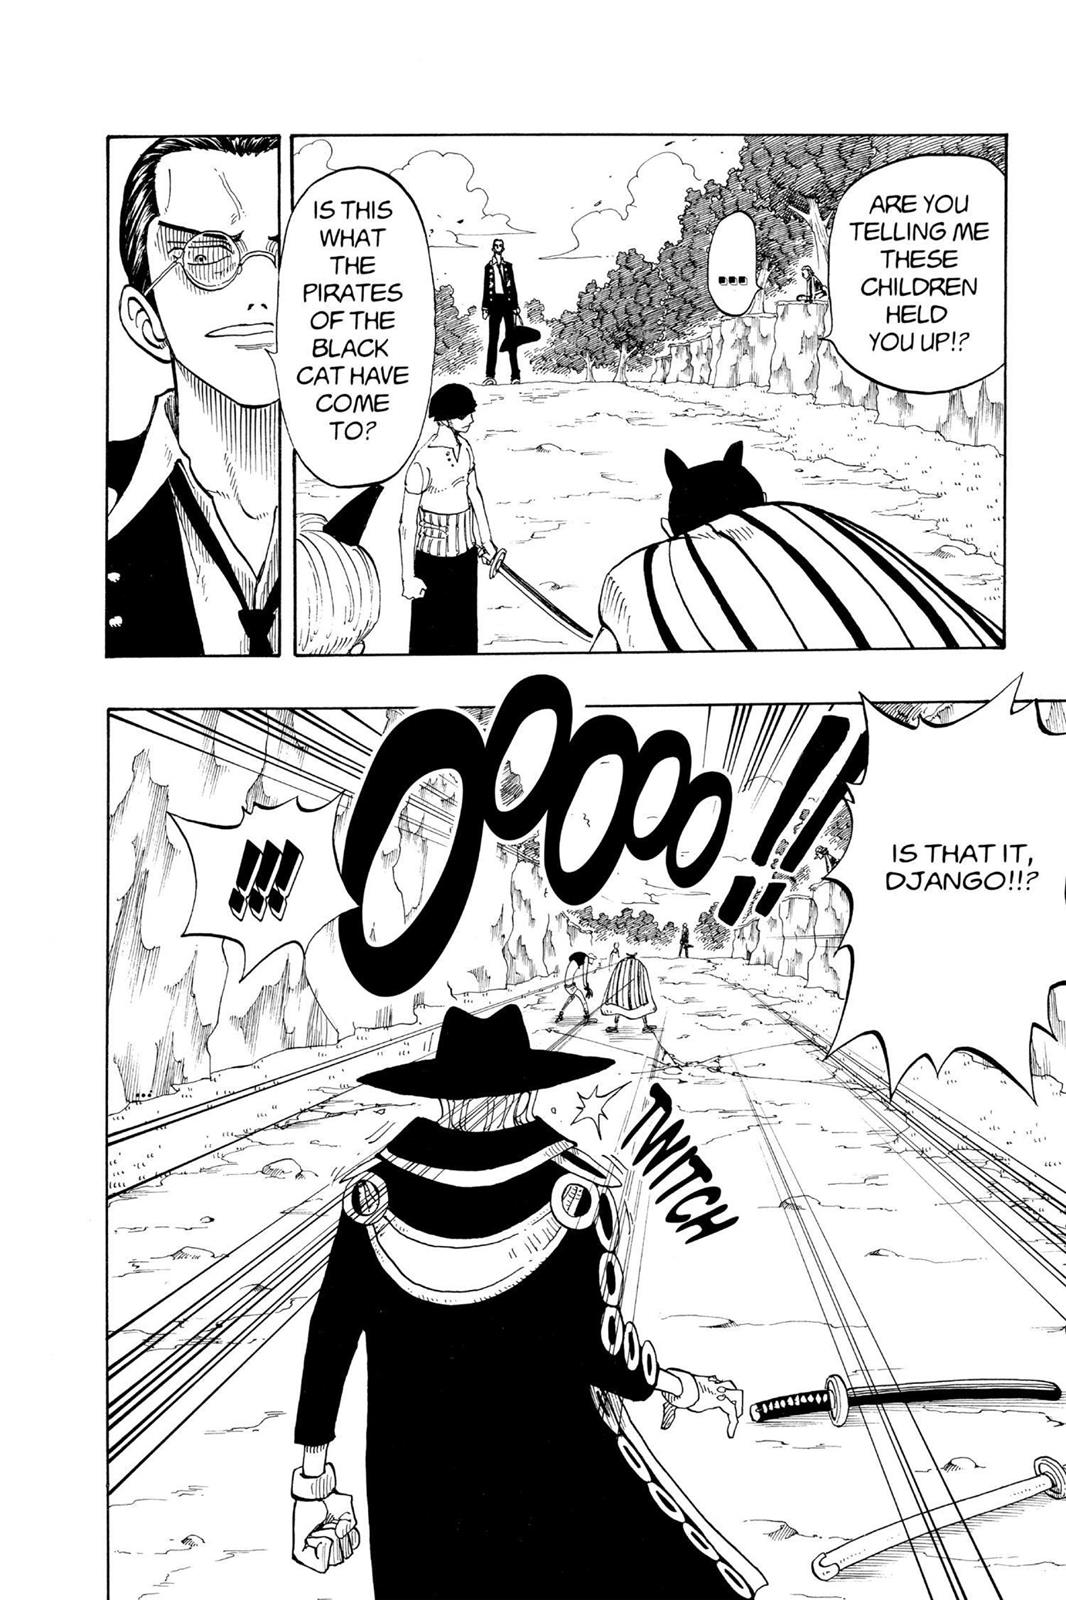 ARE YOU
TELLING ME
THESE
CHILDREN
HELD
YOU UP!?
...
IS THIS
WHAT
THE
PIRATES
OF THE
BLACK
CAT HAVE
COME
TO?
IS THAT IT,
DJANGO!!?
OOOOOO!!
!!!
TWITCH